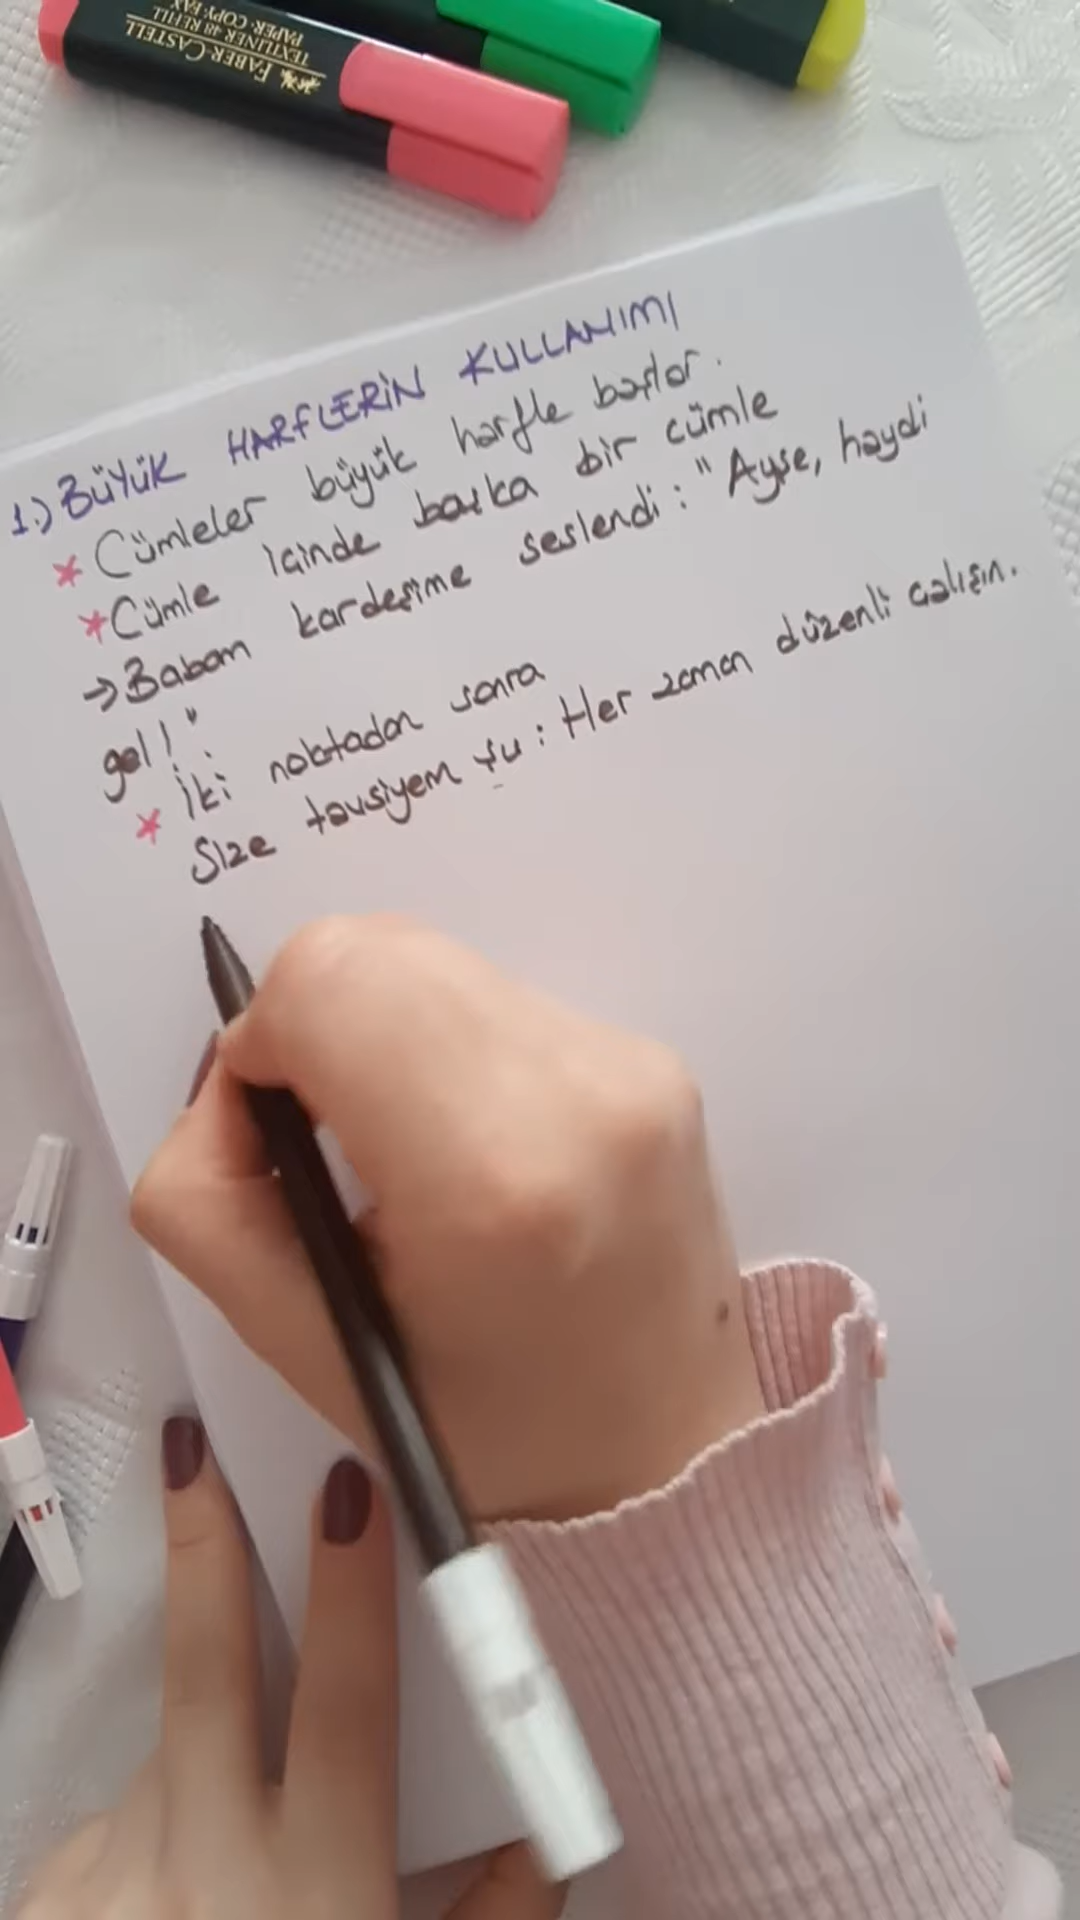 FABER-CASTELL
TEXTLINER 48 REFILL
PAPER·COPY·FAX
1.) BÜYÜK HARFLERİN KULLANIMI
* Cümleler büyük harfle başlar.
* Cümle içinde başka bir cümle
→ Babam kardeşime seslendi: "Ayşe, haydi
gel!"
* İki noktadan sonra
Size tavsiyem şu: Her zaman düzenli çalışın.